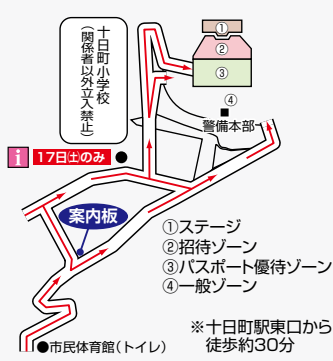 十日町小学校
(関係者以外立入禁止)
①
②
③
④
警備本部
i 17日㊏のみ
案内板
①ステージ
②招待ゾーン
③パスポート優待ゾーン
④一般ゾーン
※十日町駅東口から
徒歩約30分
市民体育館(トイレ)